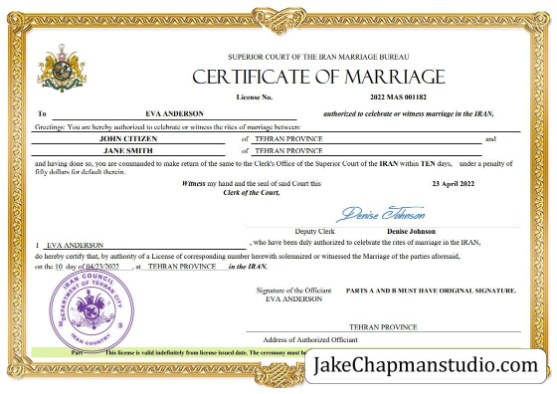 SUPERIOR COURT OF THE IRAN MARRIAGE BUREAU
CERTIFICATE OF MARRIAGE
License No. 2022 MAS 001182
To EVA ANDERSON authorized to celebrate or witness marriage in the IRAN,
Greetings: You are hereby authorized to celebrate or witness the rites of marriage between:
JOHN CITIZEN of TEHRAN PROVINCE and
JANE SMITH of TEHRAN PROVINCE
and having done so, you are commanded to make return of the same to the Clerk's Office of the Superior Court of the IRAN within TEN days, under a penalty of
fifty dollars for default therein.
Witness my hand and the seal of said Court this 23 April 2022
Clerk of the Court,
Denise Johnson
Deputy Clerk Denise Johnson
I EVA ANDERSON , who have been duly authorized to celebrate the rites of marriage in the IRAN,
do hereby certify that, by authority of a License of corresponding number herewith solemnized or witnessed the Marriage of the parties aforesaid,
on the 10 day of 04/23/2022 , at TEHRAN PROVINCE in the IRAN.
IRAN COUNCIL
DEPARTMENT OF TEHRAN CITY
IRAN COUNTRY
Signature of the Officiant PARTS A AND B MUST HAVE ORIGINAL SIGNATURE.
EVA ANDERSON
TEHRAN PROVINCE
Address of Authorized Officiant
This license is valid indefinitely from license issued date. The ceremony must be
JakeChapmanstudio.com